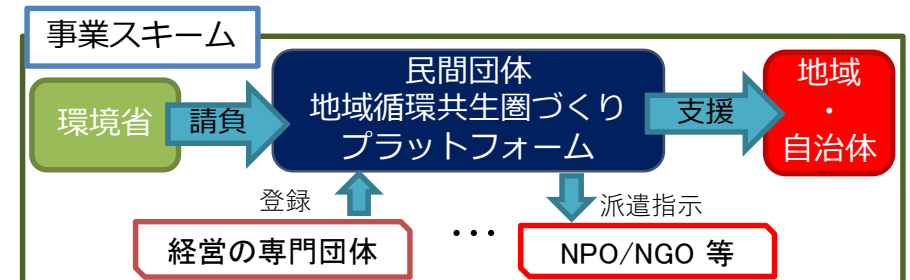 事業スキーム
環境省
請負
民間団体
地域循環共生圏づくり
プラットフォーム
支援
地域
・
自治体
登録
派遣指示
経営の専門団体
・・・
NPO/NGO 等